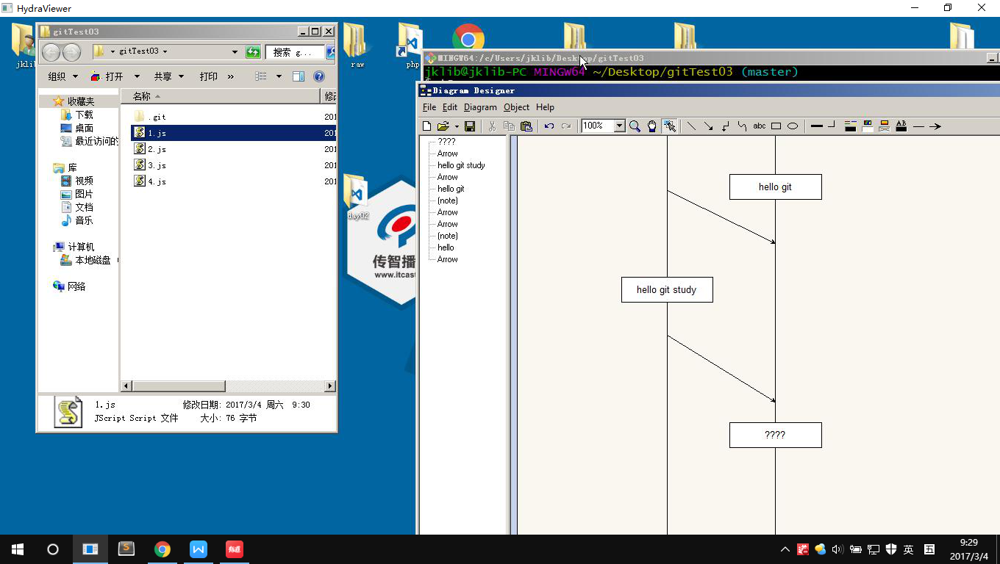 HydraViewer
gitTest03
gitTest03
搜索 g...
组织
打开
共享
打印
»
收藏夹
下载
桌面
最近访问的
库
视频
图片
文档
音乐
计算机
本地磁盘
网络
名称
修改
.git
201
1.js
201
2.js
201
3.js
201
4.js
201
1.js
修改日期: 2017/3/4 周六 9:30
JScript Script 文件
大小: 76 字节
jklib
raw
php
day02
传智播
www.itcast
MINGW64:/c/Users/jklib/Desktop/gitTest03
jklib@jklib-PC MINGW64 ~/Desktop/gitTest03 (master)
Diagram Designer
File Edit Diagram Object Help
100%
abc
AB
????
Arrow
hello git study
Arrow
hello git
(note)
Arrow
Arrow
(note)
hello
Arrow
hello git
hello git study
????
英
9:29
2017/3/4